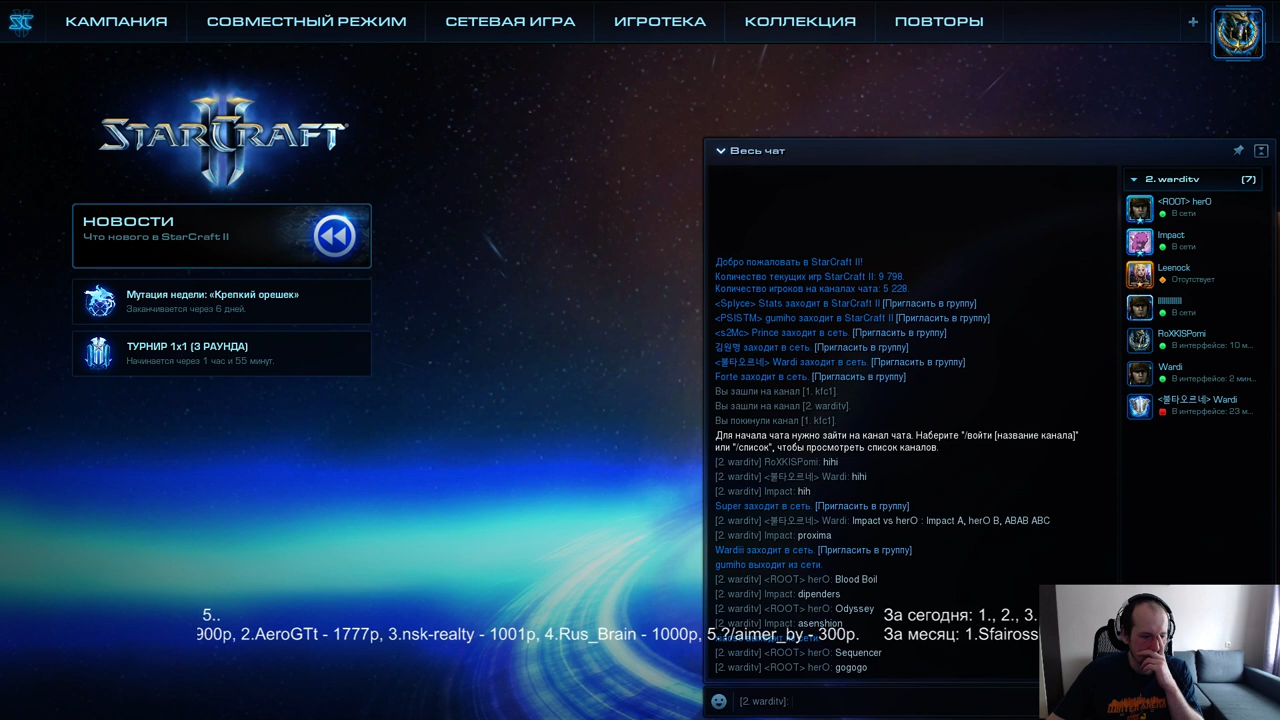 КАМПАНИЯ
СОВМЕСТНЫЙ РЕЖИМ
СЕТЕВАЯ ИГРА
ИГРОТЕКА
КОЛЛЕКЦИЯ
ПОВТОРЫ
STARCRAFT II
НОВОСТИ
Что нового в StarCraft II
Мутация недели: «Крепкий орешек»
Заканчивается через 6 дней.
ТУРНИР 1x1 (3 РАУНДА)
Начинается через 1 час и 55 минут.
Весь чат
Добро пожаловать в StarCraft II!
Количество текущих игр StarCraft II: 9 798.
Количество игроков на каналах чата: 5 228.
<Splyce> Stats заходит в StarCraft II [Пригласить в группу]
<PSISTM> gumiho заходит в StarCraft II [Пригласить в группу]
<s2Mc> Prince заходит в сеть. [Пригласить в группу]
김원형 заходит в сеть. [Пригласить в группу]
<불타오르네> Wardi заходит в сеть. [Пригласить в группу]
Forte заходит в сеть. [Пригласить в группу]
Вы зашли на канал [1. kfc1].
Вы зашли на канал [2. warditv].
Вы покинули канал [1. kfc1].
Для начала чата нужно зайти на канал чата. Наберите "/войти [название канала]"
или "/список", чтобы просмотреть список каналов.
[2. warditv] RoXKISPomi: hihi
[2. warditv] <불타오르네> Wardi: hihi
[2. warditv] Impact: hih
Super заходит в сеть. [Пригласить в группу]
[2. warditv] <불타오르네> Wardi: Impact vs herO : Impact A, herO B, ABAB ABC
[2. warditv] Impact: proxima
Wardiii заходит в сеть. [Пригласить в группу]
gumiho выходит из сети.
[2. warditv] <ROOT> herO: Blood Boil
[2. warditv] Impact: dipenders
[2. warditv] <ROOT> herO: Odyssey
[2. warditv] Impact: asenshion
[2. warditv] <ROOT> herO: Sequencer
[2. warditv] <ROOT> herO: gogogo
[2. warditv]:
2. warditv (7)
<ROOT> herO
В сети
Impact
В сети
Leenock
Отсутствует
В сети
RoXKISPomi
В интерфейсе: 10 м...
Wardi
В интерфейсе: 2 мин...
<불타오르네> Wardi
В интерфейсе: 23 м...
5..
900р, 2.AeroGTt - 1777р, 3.nsk-realty - 1001р, 4.Rus_Brain - 1000р, 5.2/aimer_by - 300р.
За сегодня: 1., 2., 3.
За месяц: 1.Sfaiross